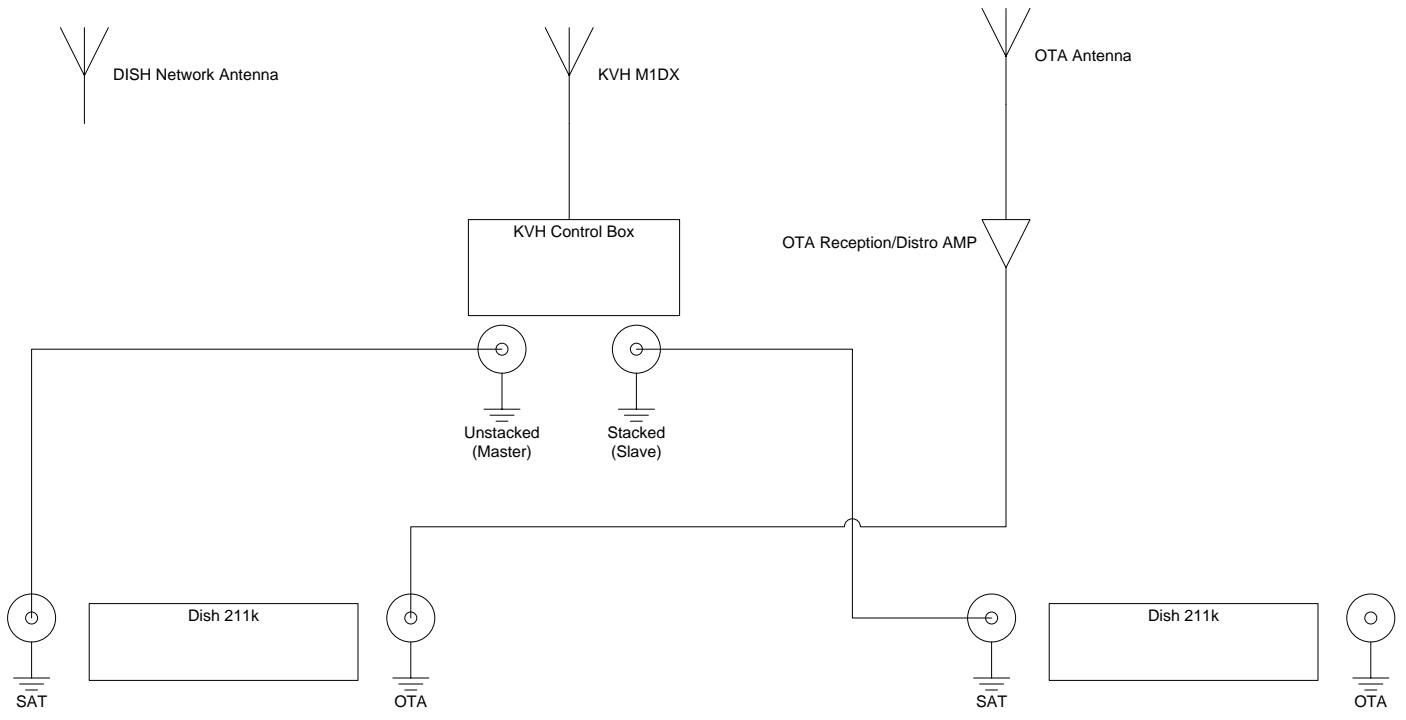 DISH Network Antenna
KVH M1DX
OTA Antenna
KVH Control Box
OTA Reception/Distro AMP
Unstacked
(Master)
Stacked
(Slave)
Dish 211k
Dish 211k
SAT
OTA
SAT
OTA